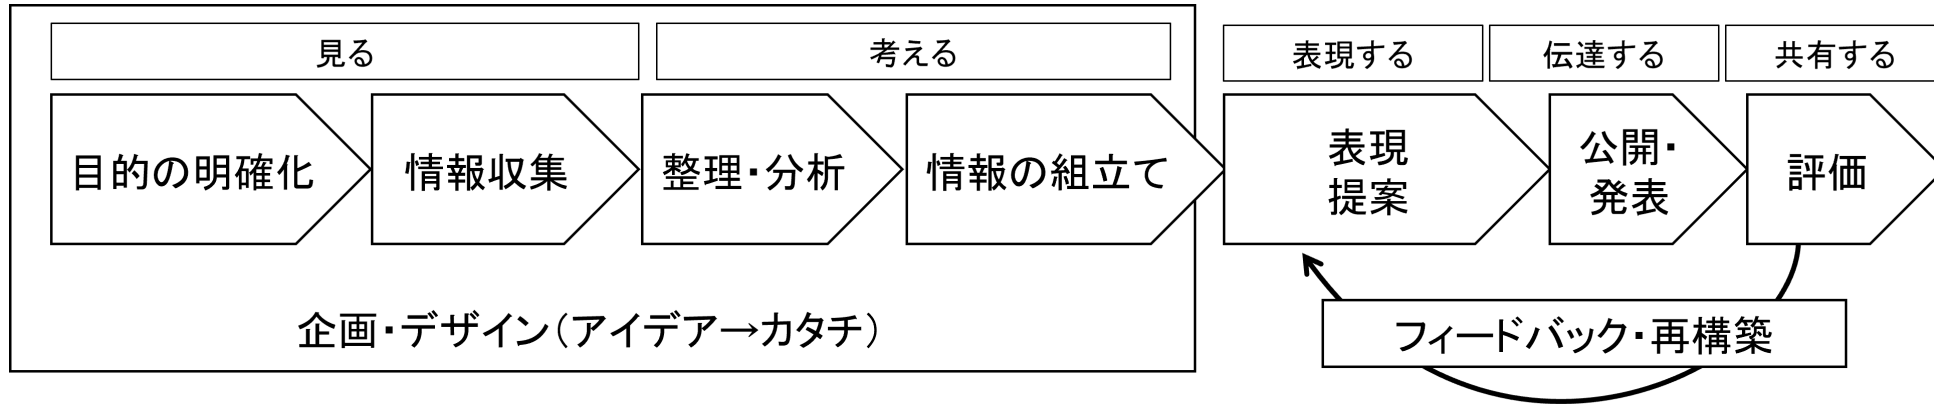 見る
考える
表現する
伝達する
共有する
目的の明確化
情報収集
整理・分析
情報の組立て
表現
提案
公開・
発表
評価
企画・デザイン（アイデア→カタチ）
フィードバック・再構築